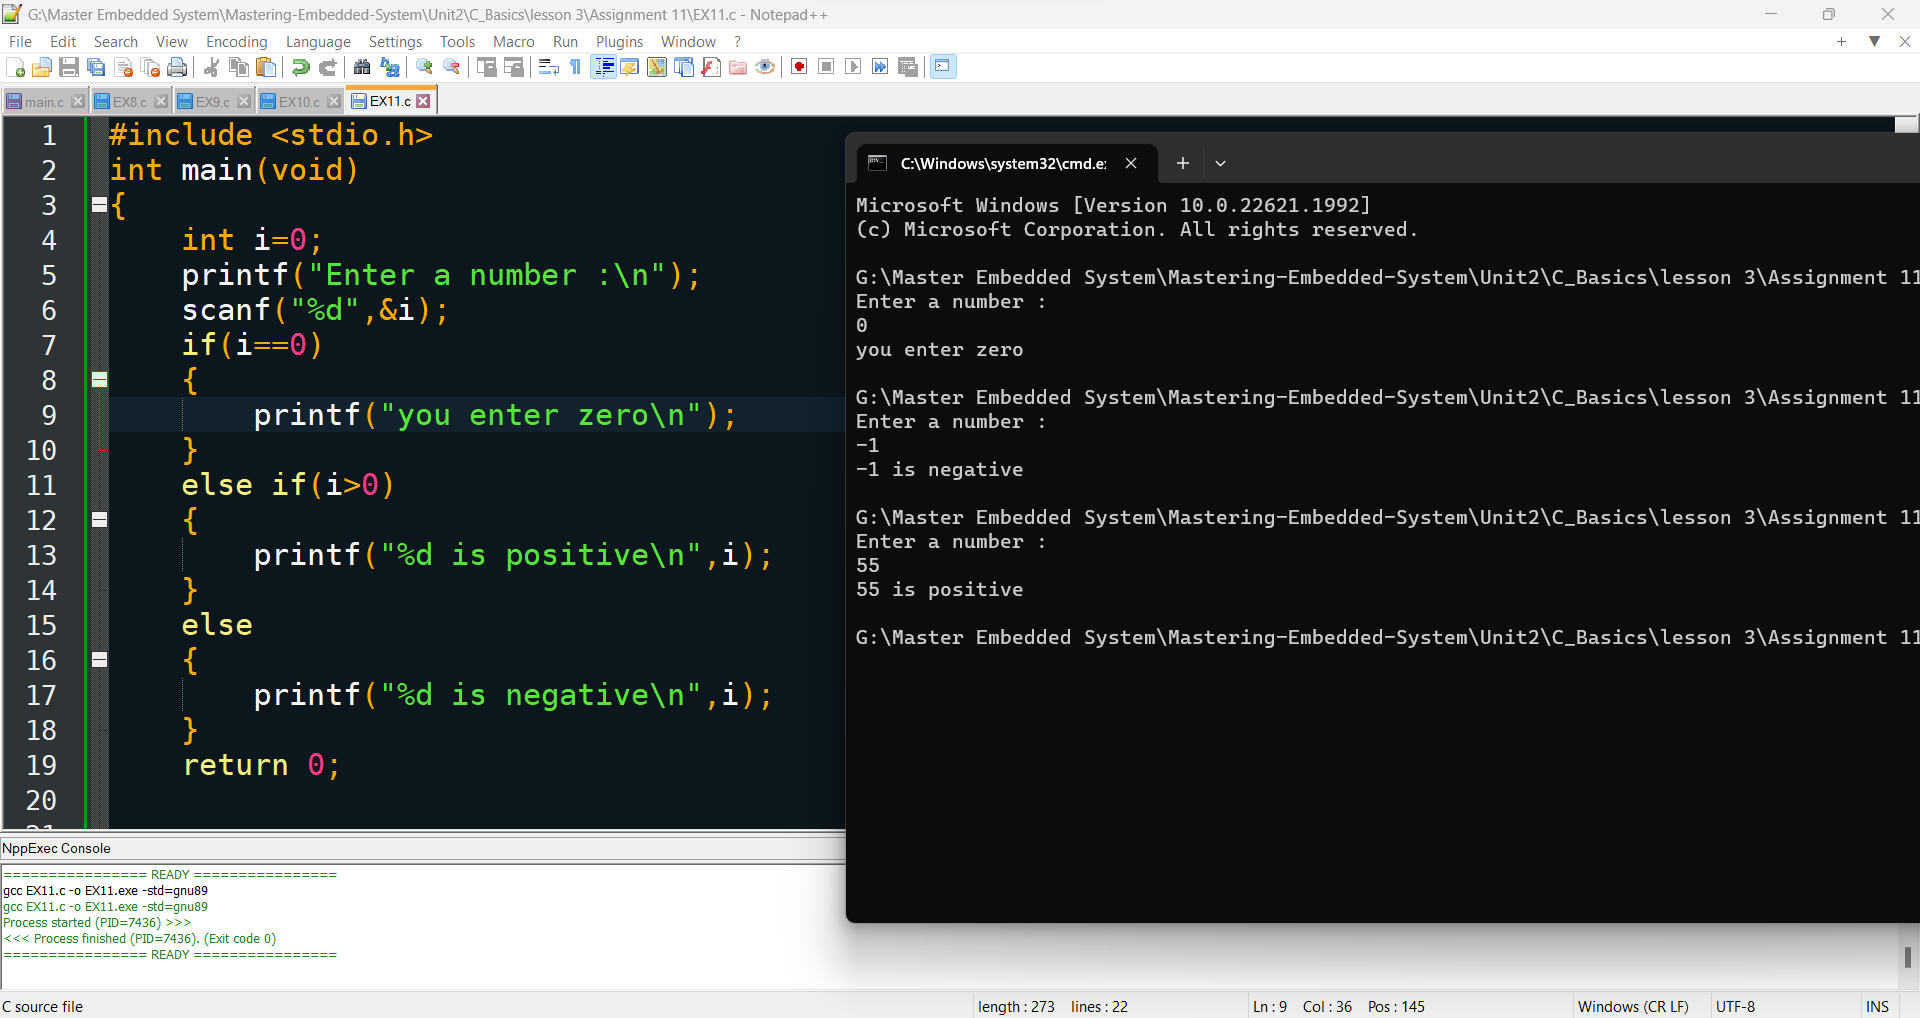 G:\Master Embedded System\Mastering-Embedded-System\Unit2\C_Basics\lesson 3\Assignment 11\EX11.c - Notepad++
File Edit Search View Encoding Language Settings Tools Macro Run Plugins Window ?
main.c EX8.c EX9.c EX10.c EX11.c
1 #include <stdio.h>
2 int main(void)
3 {
4 int i=0;
5 printf("Enter a number :\n");
6 scanf("%d",&i);
7 if(i==0)
8 {
9 printf("you enter zero\n");
10 }
11 else if(i>0)
12 {
13 printf("%d is positive\n",i);
14 }
15 else
16 {
17 printf("%d is negative\n",i);
18 }
19 return 0;
20
21
C:\Windows\system32\cmd.e:
Microsoft Windows [Version 10.0.22621.1992]
(c) Microsoft Corporation. All rights reserved.
G:\Master Embedded System\Mastering-Embedded-System\Unit2\C_Basics\lesson 3\Assignment 11
Enter a number :
0
you enter zero
G:\Master Embedded System\Mastering-Embedded-System\Unit2\C_Basics\lesson 3\Assignment 11
Enter a number :
-1
-1 is negative
G:\Master Embedded System\Mastering-Embedded-System\Unit2\C_Basics\lesson 3\Assignment 11
Enter a number :
55
55 is positive
G:\Master Embedded System\Mastering-Embedded-System\Unit2\C_Basics\lesson 3\Assignment 11
NppExec Console
================ READY ================
gcc EX11.c -o EX11.exe -std=gnu89
gcc EX11.c -o EX11.exe -std=gnu89
Process started (PID=7436) >>>
<<< Process finished (PID=7436). (Exit code 0)
================ READY ================
C source file length : 273 lines : 22 Ln : 9 Col : 36 Pos : 145 Windows (CR LF) UTF-8 INS